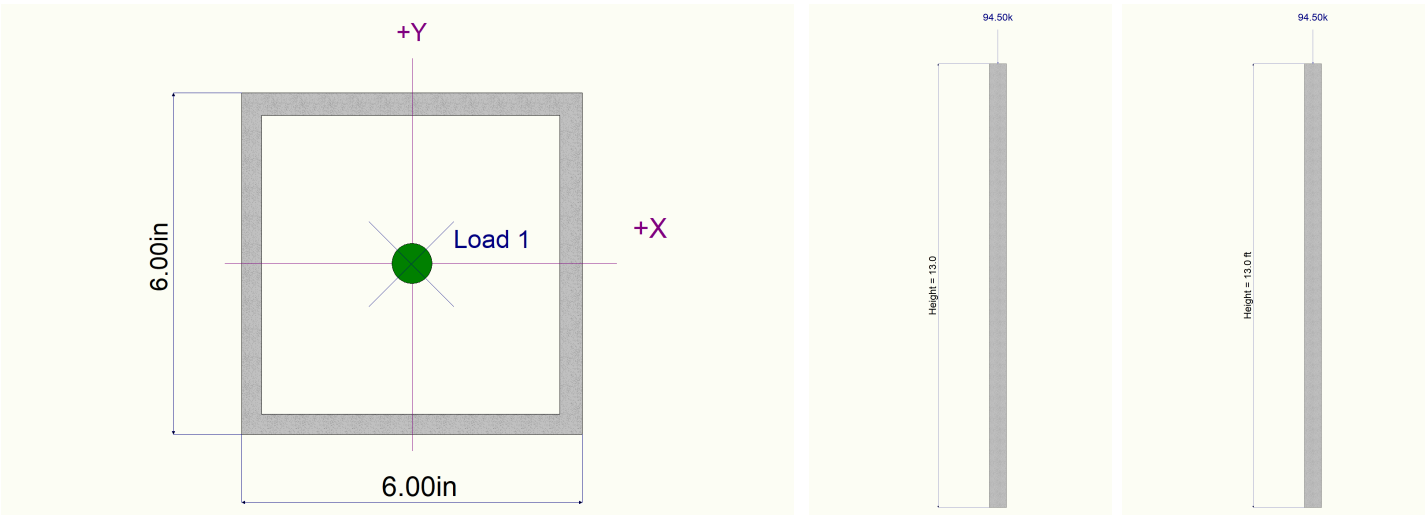 +Y
+X
Load 1
6.00in
6.00in
94.50k
Height = 13.0
94.50k
Height = 13.0 ft